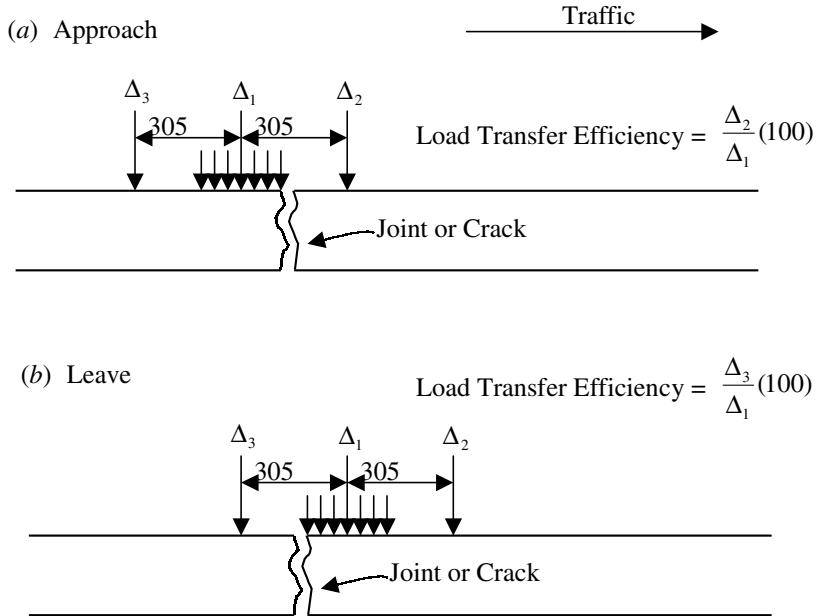 (a) Approach
Traffic
Δ3 Δ1 Δ2
305 305
Load Transfer Efficiency = Δ2/Δ1 (100)
Joint or Crack
(b) Leave
Load Transfer Efficiency = Δ3/Δ1 (100)
Δ3 Δ1 Δ2
305 305
Joint or Crack